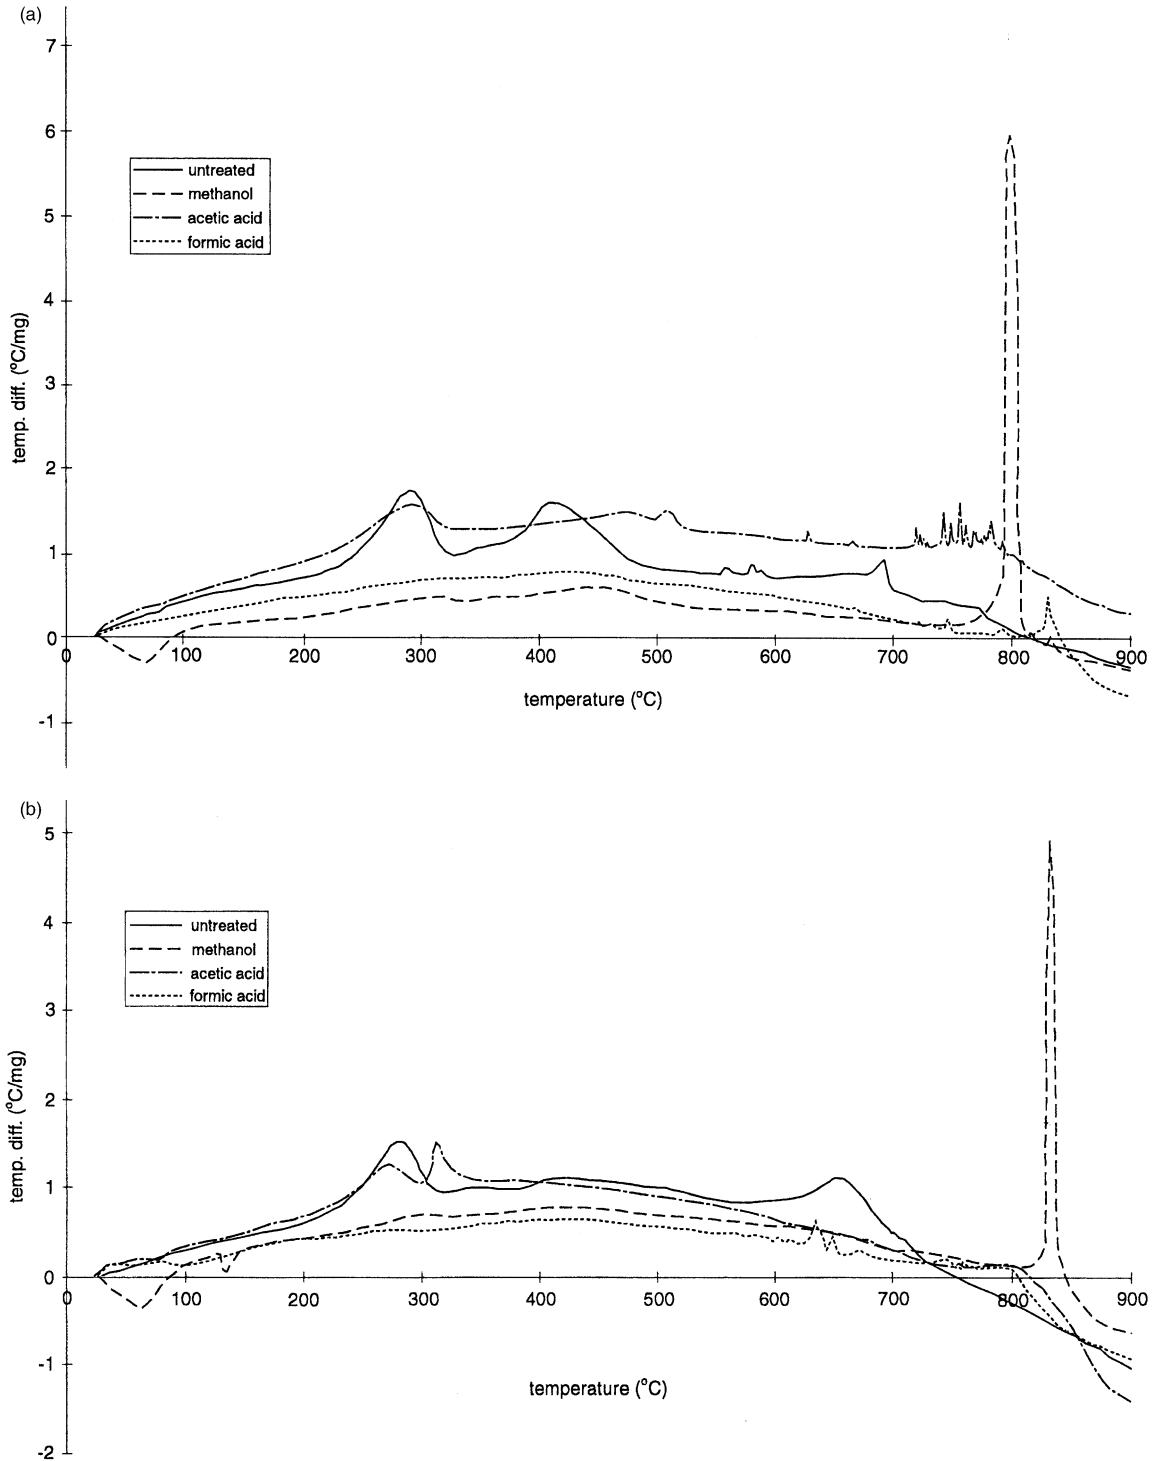 (a)
7
6
untreated
methanol
acetic acid
formic acid
5
4
temp. diff. (°C/mg)
3
2
1
0
0 100 200 300 400 500 600 700 800 900
temperature (°C)
-1
(b)
5
untreated
methanol
acetic acid
formic acid
4
3
temp. diff. (°C/mg)
2
1
0
0 100 200 300 400 500 600 700 800 900
-1
temperature (°C)
-2